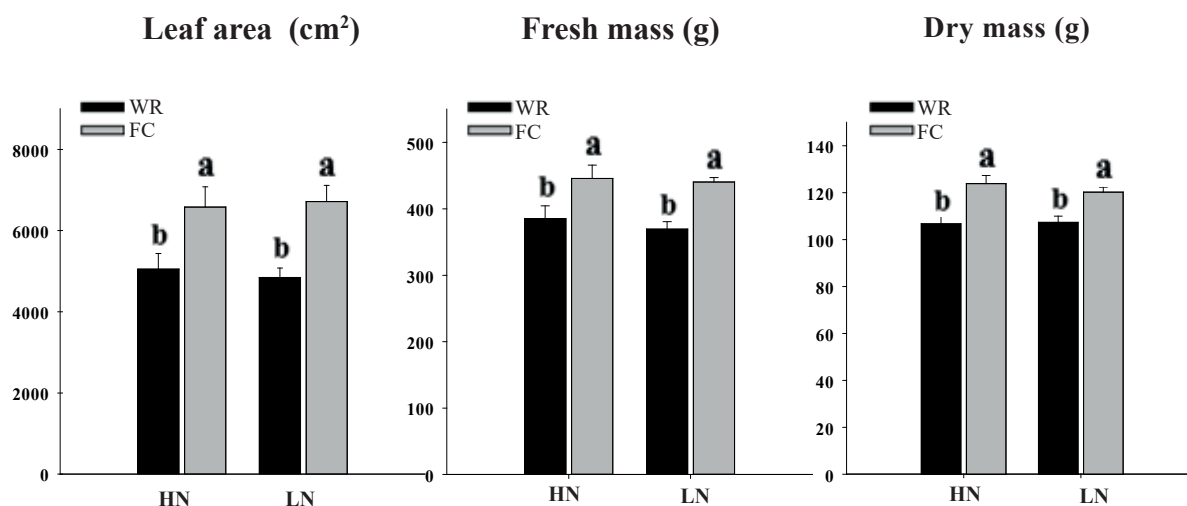 Leaf area (cm²)
WR
FC
8000
6000
4000
2000
0
b
a
b
a
HN
LN
Fresh mass (g)
WR
FC
500
400
300
200
100
0
b
a
b
a
HN
LN
Dry mass (g)
WR
FC
140
120
100
80
60
40
20
0
b
a
b
a
HN
LN